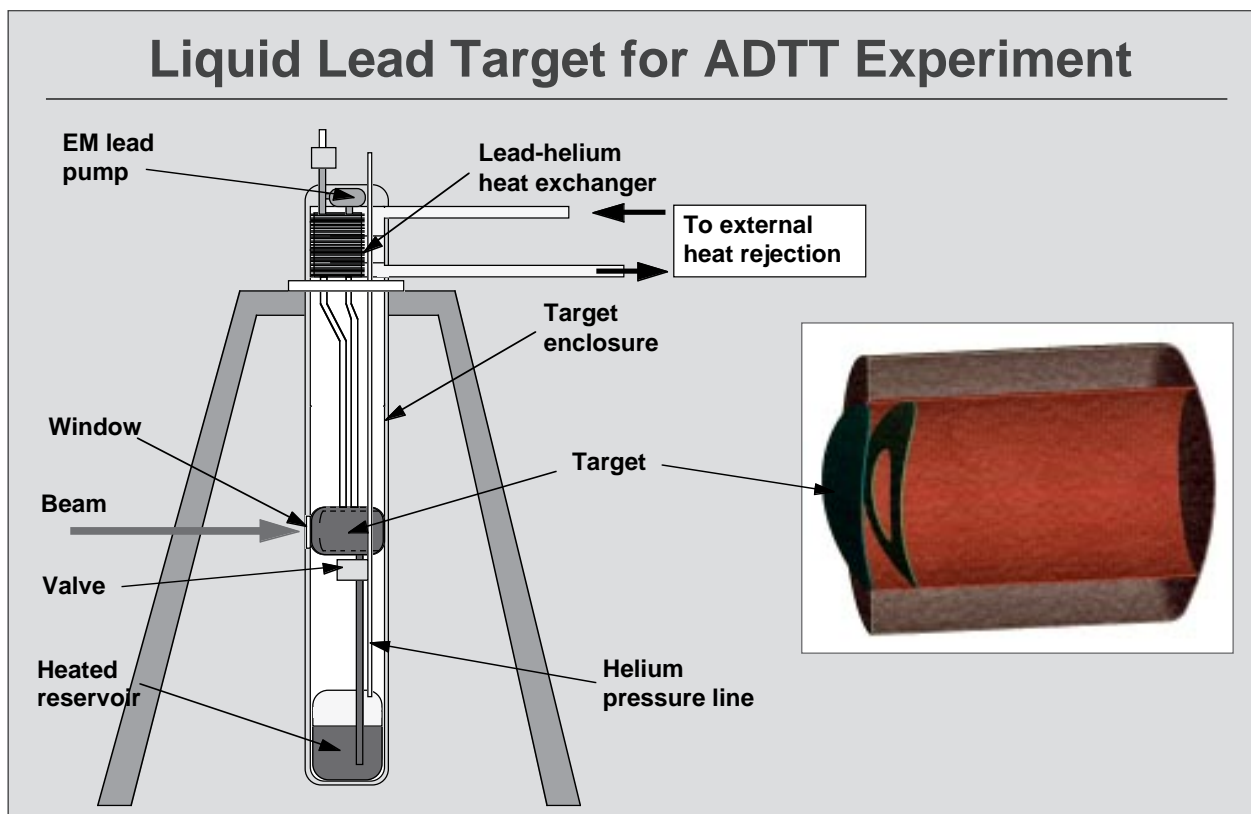 Liquid Lead Target for ADTT Experiment
EM lead
pump
Lead-helium
heat exchanger
To external
heat rejection
Target
enclosure
Window
Target
Beam
Valve
Heated
reservoir
Helium
pressure line